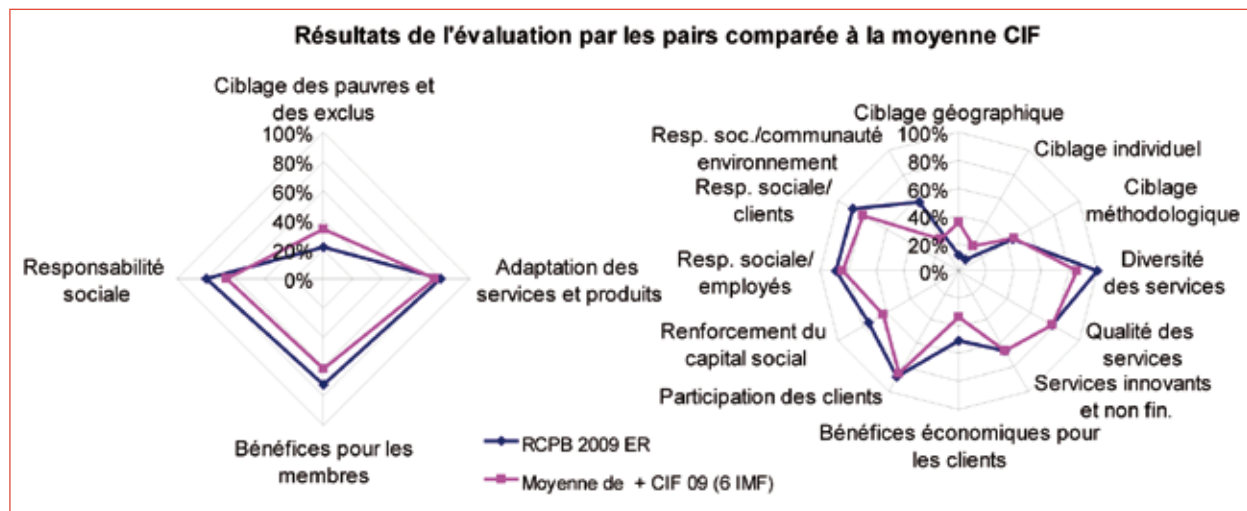 Résultats de l'évaluation par les pairs comparée à la moyenne CIF
Ciblage des pauvres et
des exclus
100%
80%
60%
40%
20%
0%
Responsabilité
sociale
Adaptation des
services et produits
Bénéfices pour les
membres
Ciblage géographique
100%
80%
60%
40%
20%
0%
Ciblage individuel
Ciblage
méthodologique
Diversité
des services
Qualité des
services
Services innovants
et non fin.
Bénéfices économiques pour
les clients
Participation des clients
Renforcement du
capital social
Resp. sociale/
employés
Resp. sociale/
clients
Resp. soc./communauté
environnement
RCPB 2009 ER
Moyenne de + CIF 09 (6 IMF)